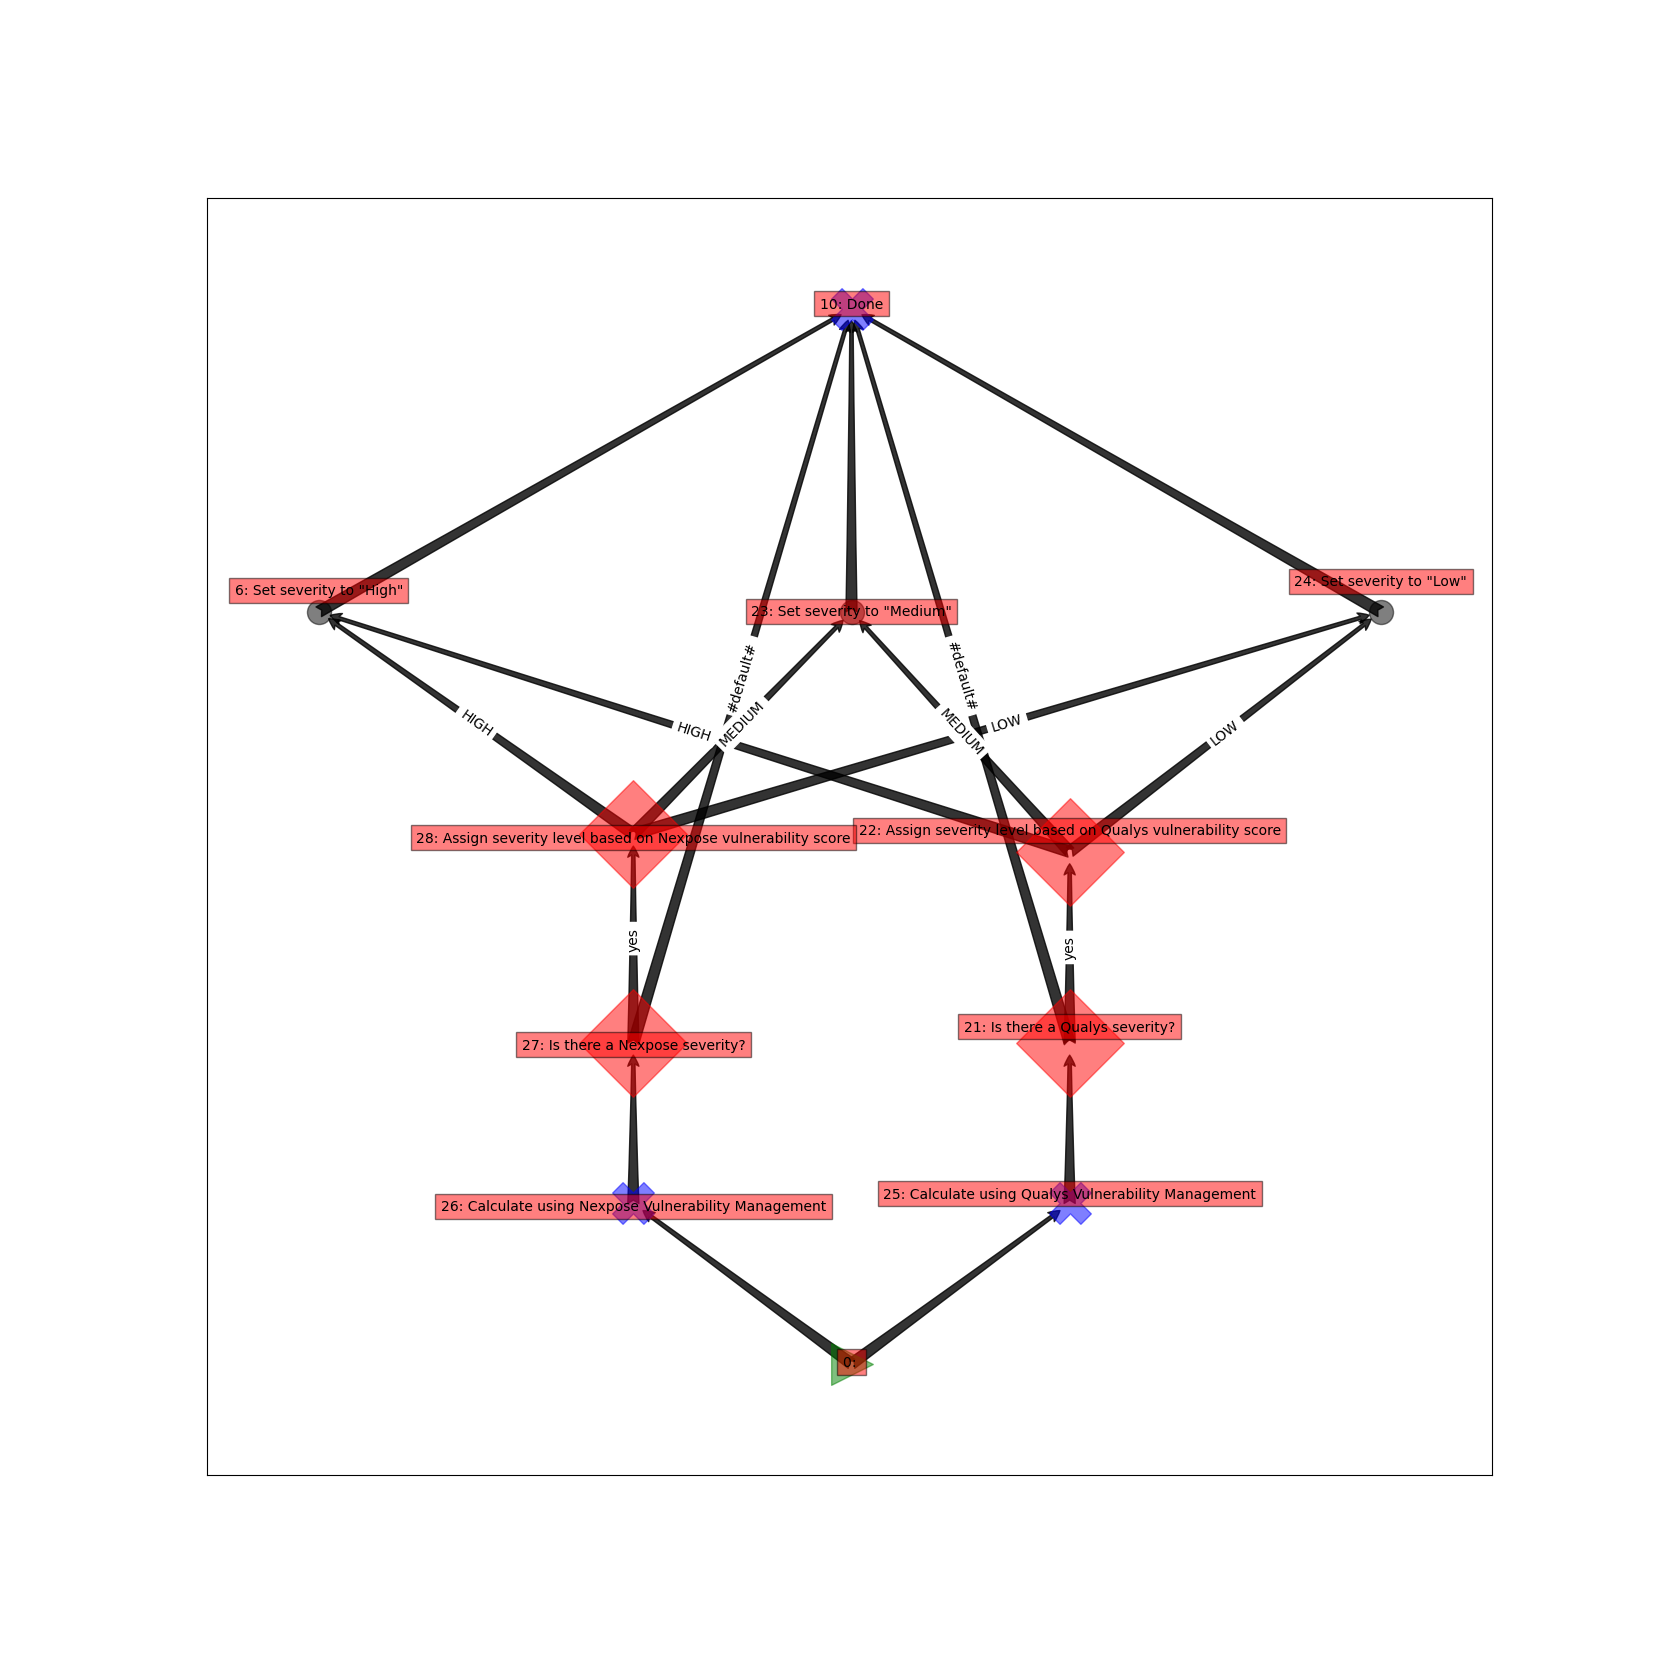 10: Done
6: Set severity to "High"
24: Set severity to "Low"
23: Set severity to "Medium"
#default#
#default#
HIGH
HIGH
MEDIUM
MEDIUM
LOW
LOW
28: Assign severity level based on Nexpose vulnerability score
22: Assign severity level based on Qualys vulnerability score
yes
yes
27: Is there a Nexpose severity?
21: Is there a Qualys severity?
26: Calculate using Nexpose Vulnerability Management
25: Calculate using Qualys Vulnerability Management
0: